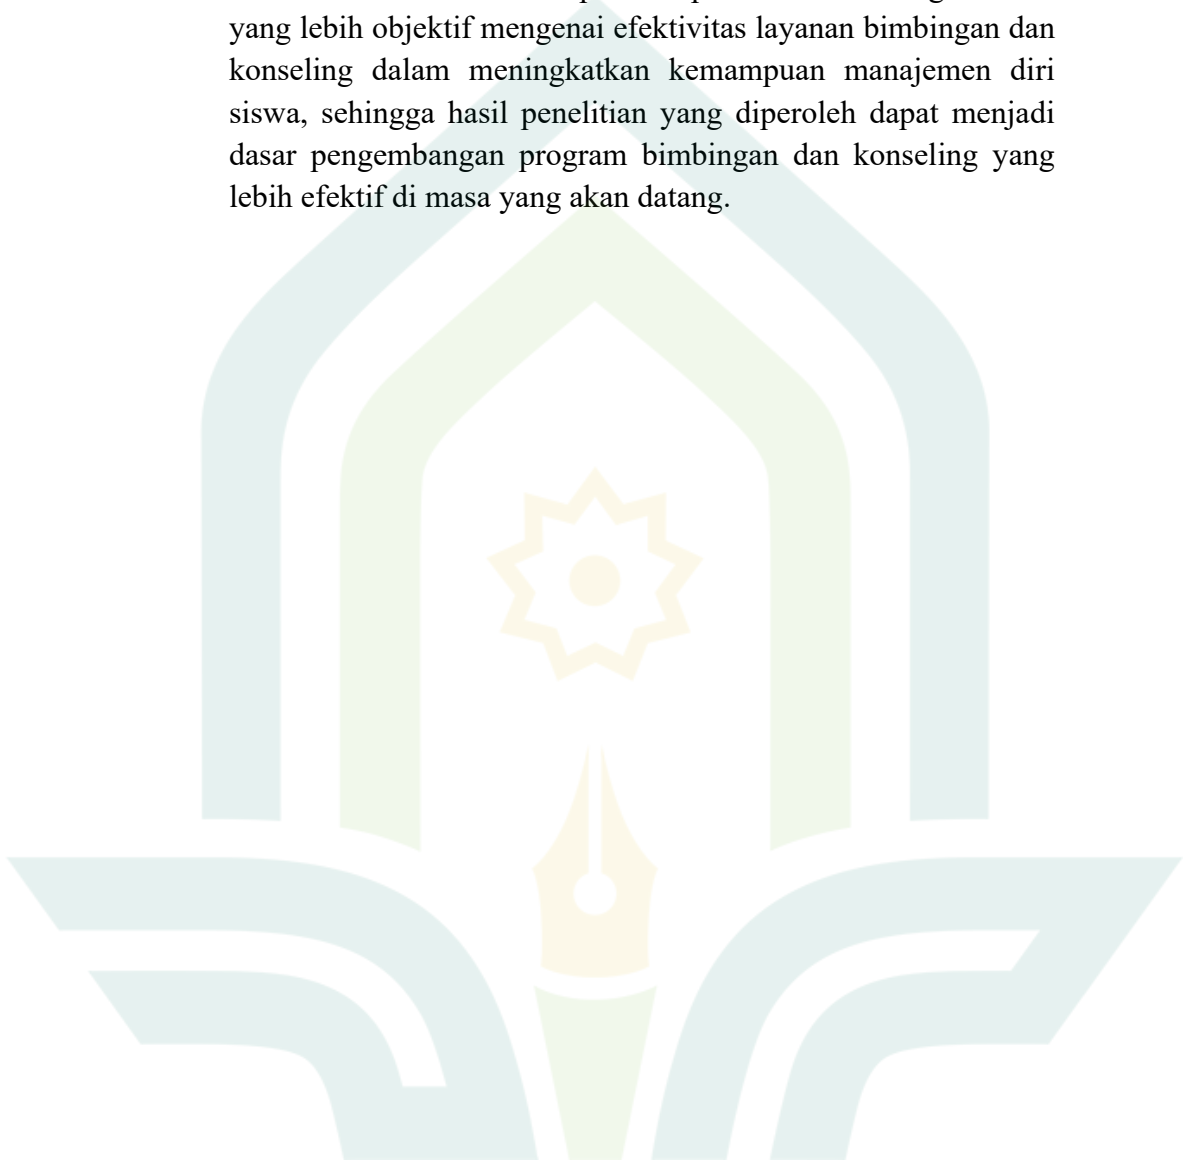 yang lebih objektif mengenai efektivitas layanan bimbingan dan
konseling dalam meningkatkan kemampuan manajemen diri
siswa, sehingga hasil penelitian yang diperoleh dapat menjadi
dasar pengembangan program bimbingan dan konseling yang
lebih efektif di masa yang akan datang.